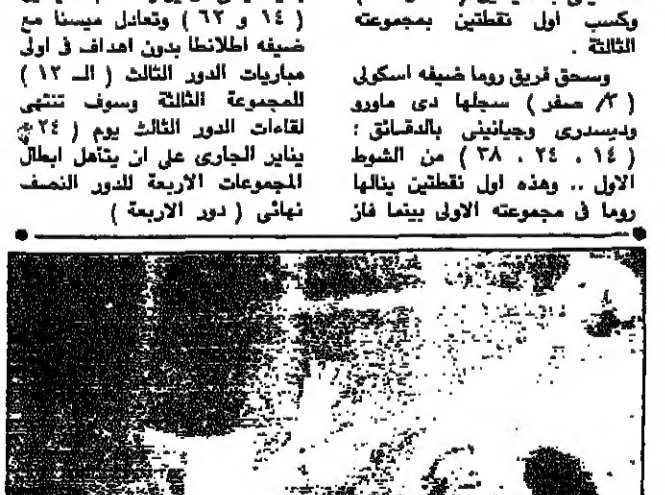 وكسب اول نقطتين بمجموعته
الثالثة .
وسحق فريق روما ضيفه اسكولى
( ٣/ صفر ) سجلها دى ماورو
وديسدرى وجيانينى بالدقائق :
( ١٤ ، ٢٤ ، ٣٨ ) من الشوط
الاول .. وهذه اول نقطتين ينالها
روما فى مجموعته الاولى بينما فاز
( ١٤ و ٦٣ ) وتعادل ميسنا مع
ضيفه اطلانطا بدون اهداف فى اولى
مباريات الدور الثالث ( الـ ١٢ )
للمجموعة الثالثة وسوف تنتهى
لقاءات الدور الثالث يوم ( ٢٤
يناير الجارى على ان يتأهل ابطال
المجموعات الاربعة للدور النصف
نهائى ( دور الاربعة )